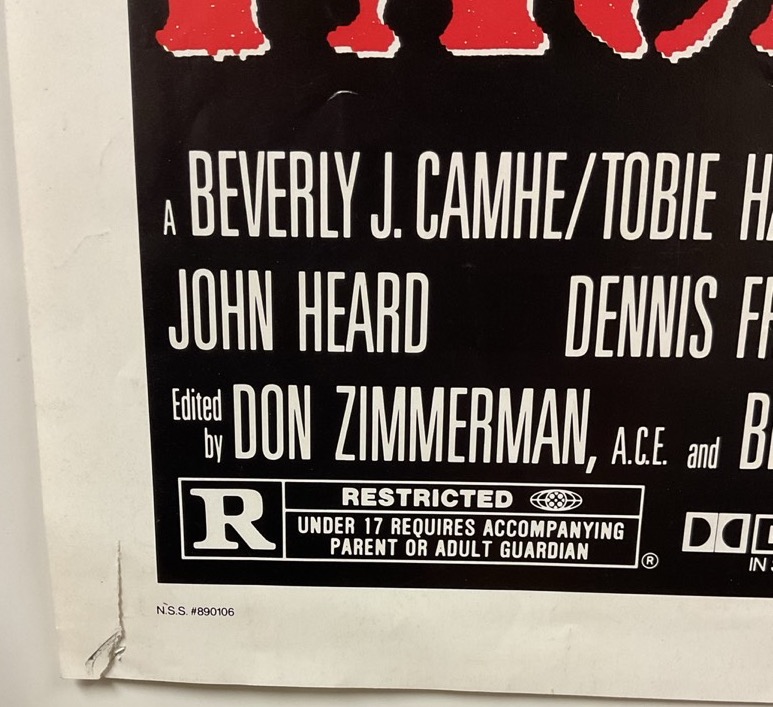 A BEVERLY J. CAMHE/TOBIE
JOHN HEARD DENNIS
Edited by DON ZIMMERMAN, A.C.E. and
R RESTRICTED
UNDER 17 REQUIRES ACCOMPANYING
PARENT OR ADULT GUARDIAN ®
IN
N.S.S. #890106